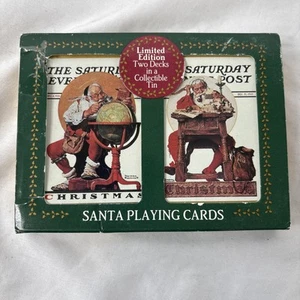 Limited
Edition
Two Decks
in a
Collectible
Tin
THE SATURDAY
EVE
CHRISTMAS
SATURDAY
POST
Christmas
SANTA PLAYING CARDS